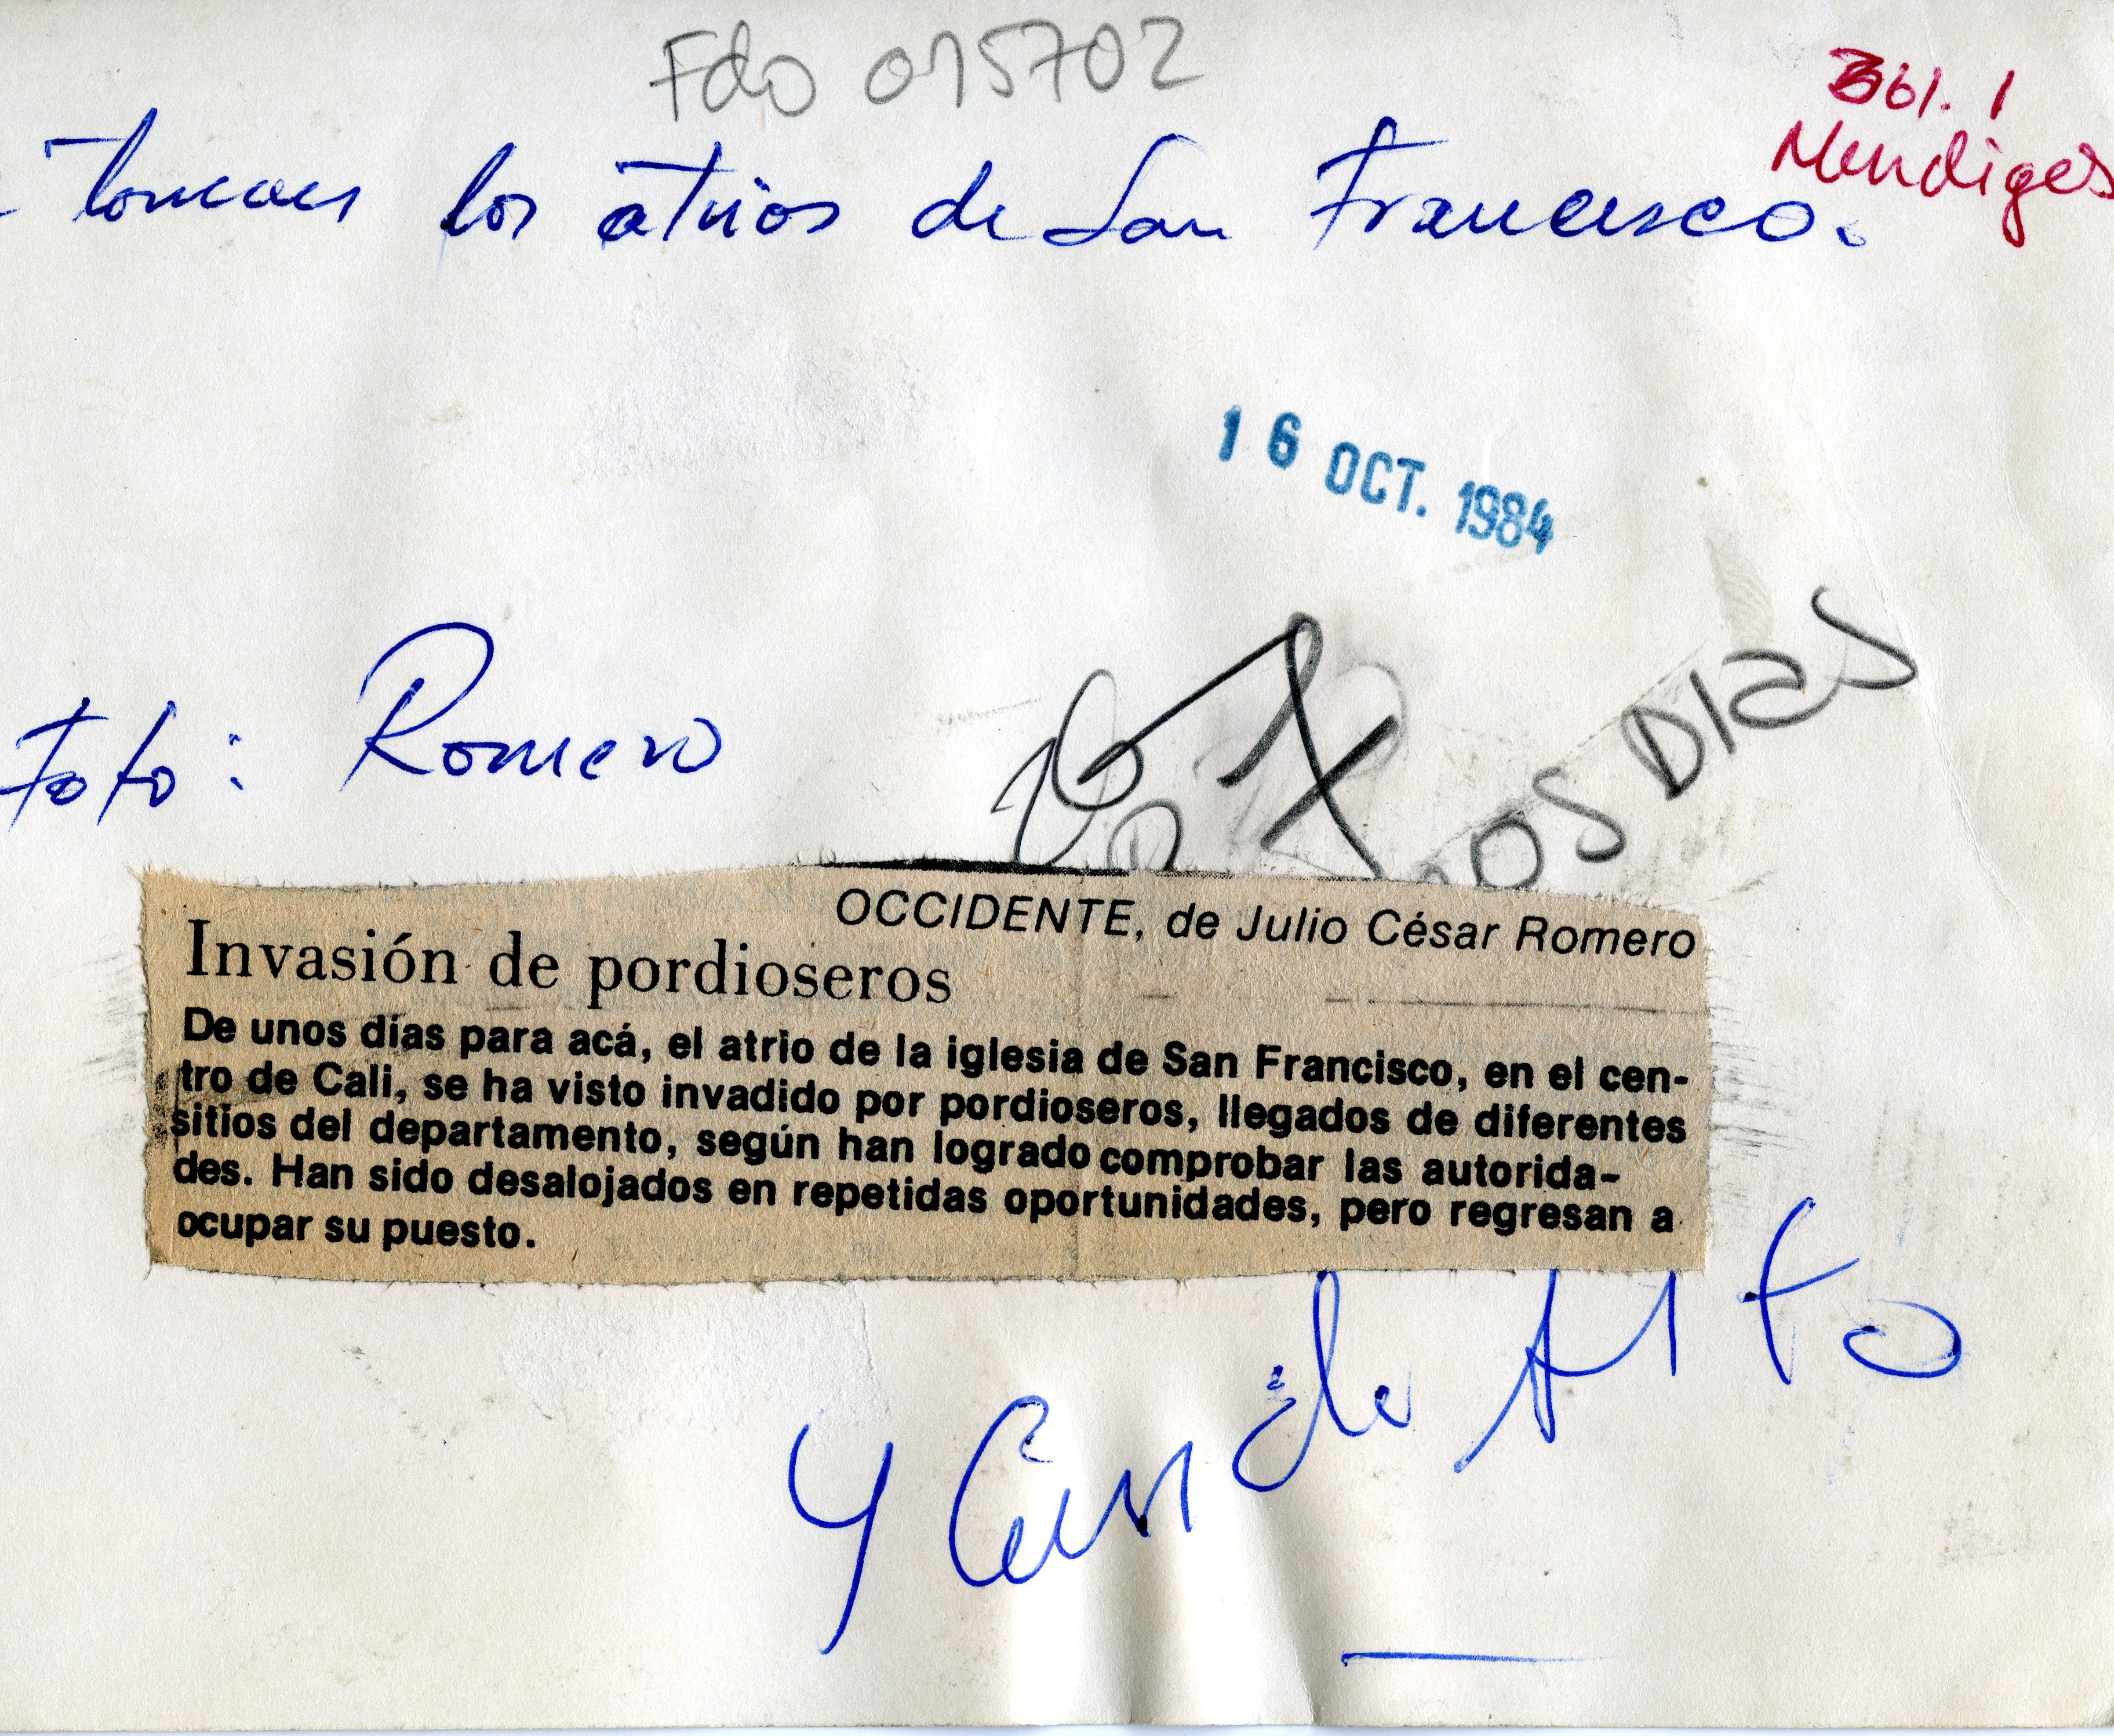 Fdo 015702
361.1
Mendigos
toman los atrios de San Francisco.
16 OCT. 1984
Foto: Romero
OS DIAS
OCCIDENTE, de Julio César Romero
Invasión de pordioseros
De unos días para acá, el atrio de la iglesia de San Francisco, en el cen-
tro de Cali, se ha visto invadido por pordioseros, llegados de diferentes
sitios del departamento, según han logrado comprobar las autorida-
des. Han sido desalojados en repetidas oportunidades, pero regresan a
ocupar su puesto.